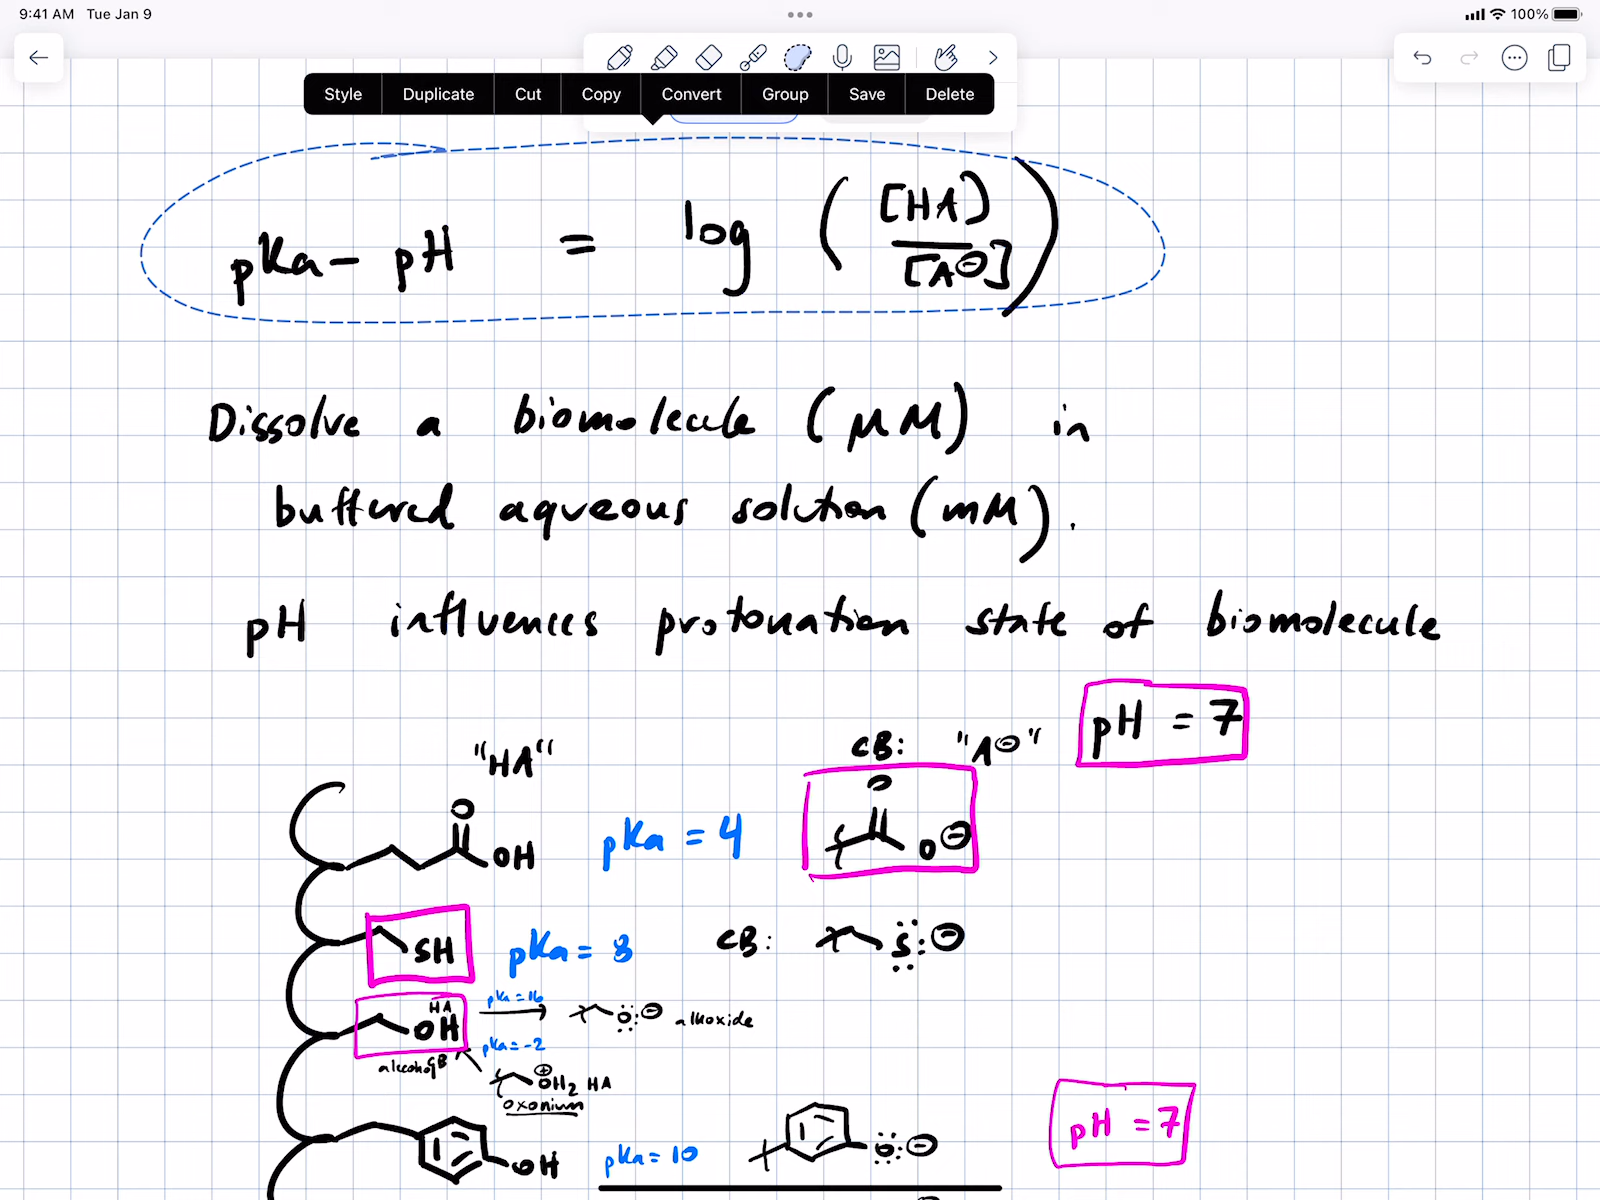 9:41 AM Tue Jan 9
100%
Style Duplicate Cut Copy Convert Group Save Delete
pKa - pH = log ([HA] / [A⊖])
Dissolve a biomolecule (μM) in
buffered aqueous solution (mM).
pH influences protonation state of biomolecule
pH = 7
"HA"
CB: "A⊖"
O
OH
pKa = 4
O
O⊖
SH
pKa = 8
CB:
S:⊖
HA
OH
pKa = 16
O:⊖ alkoxide
alcohol
CB
pKa = -2
⊕
OH2 HA
oxonium
OH
pKa = 10
O:⊖
pH = 7